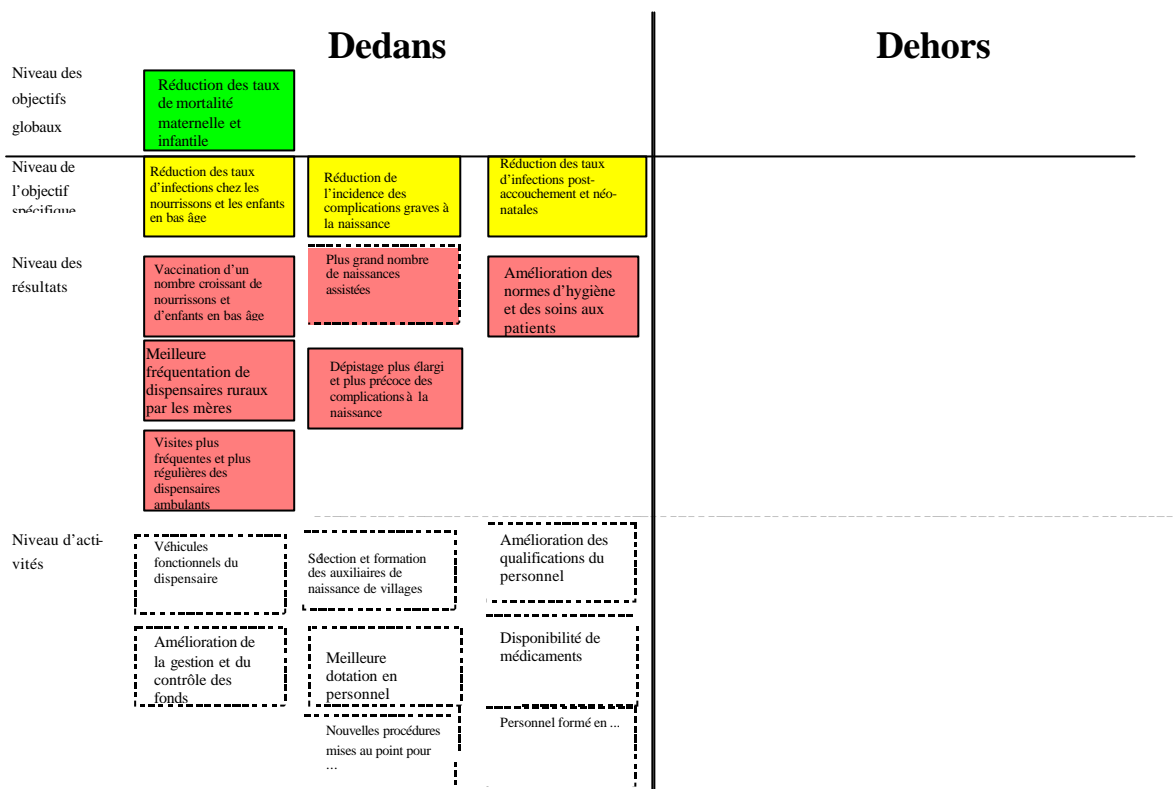 Dedans
Dehors
Niveau des
objectifs
globaux
Réduction des taux
de mortalité
maternelle et
infantile
Niveau de
l’objectif
spécifique
Réduction des taux
d’infections chez les
nourrissons et les enfants
en bas âge
Réduction de
l’incidence des
complications graves à
la naissance
Réduction des taux
d’infections post-
accouchement et néo-
natales
Niveau des
résultats
Vaccination d’un
nombre croissant de
nourrissons et
d’enfants en bas âge
Plus grand nombre
de naissances
assistées
Amélioration des
normes d’hygiène
et des soins aux
patients
Meilleure
fréquentation de
dispensaires ruraux
par les mères
Dépistage plus élargi
et plus précoce des
complications à la
naissance
Visites plus
fréquentes et plus
régulières des
dispensaires
ambulants
Niveau d’acti-
vités
Véhicules
fonctionnels du
dispensaire
Sélection et formation
des auxiliaires de
naissance de villages
Amélioration des
qualifications du
personnel
Amélioration de
la gestion et du
contrôle des
fonds
Meilleure
dotation en
personnel
Disponibilité de
médicaments
Nouvelles procédures
mises au point pour
...
Personnel formé en ...